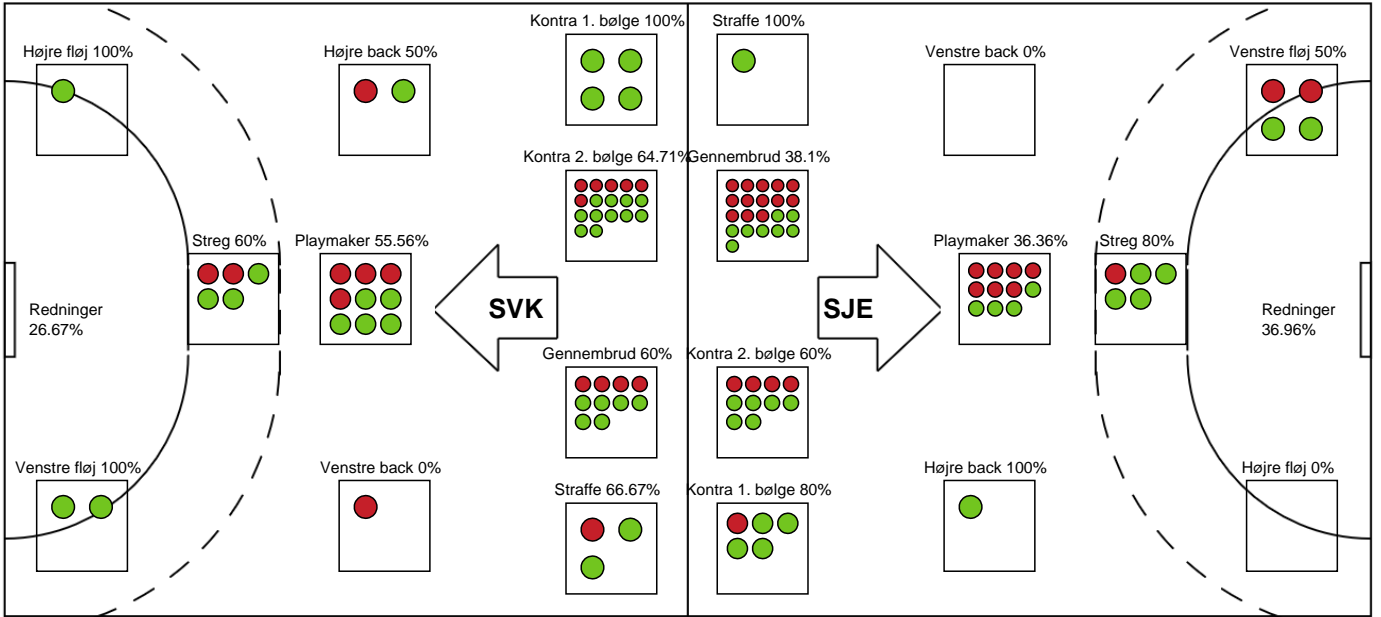 Kontra 1. bølge 100%
Straffe 100%
Højre fløj 100%
Højre back 50%
Venstre back 0%
Venstre fløj 50%
Kontra 2. bølge 64.71%
Gennembrud 38.1%
Streg 60%
Playmaker 55.56%
Playmaker 36.36%
Streg 80%
Redninger
26.67%
SVK
SJE
Redninger
36.96%
Gennembrud 60%
Kontra 2. bølge 60%
Venstre fløj 100%
Venstre back 0%
Straffe 66.67%
Kontra 1. bølge 80%
Højre back 100%
Højre fløj 0%